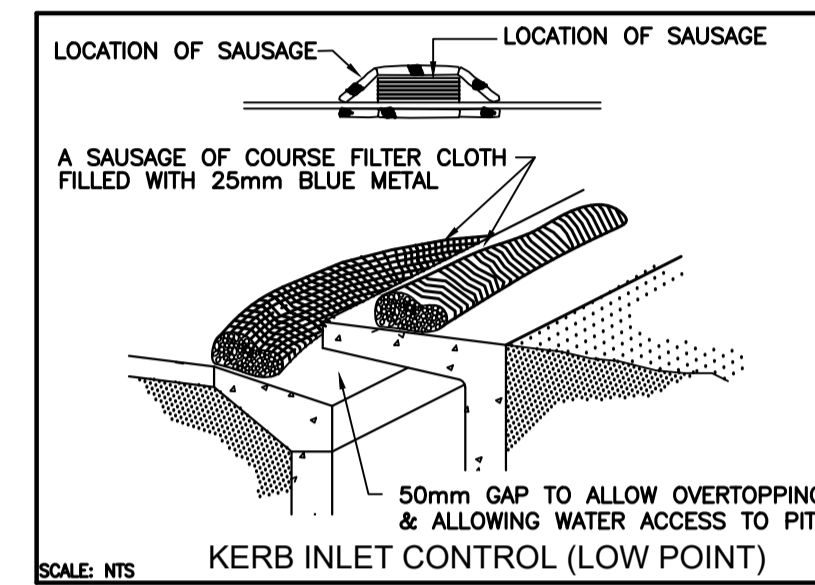 LOCATION OF SAUSAGE
LOCATION OF SAUSAGE
A SAUSAGE OF COURSE FILTER CLOTH
FILLED WITH 25mm BLUE METAL
50mm GAP TO ALLOW OVERTOPPING
& ALLOWING WATER ACCESS TO PIT
SCALE: NTS
KERB INLET CONTROL (LOW POINT)